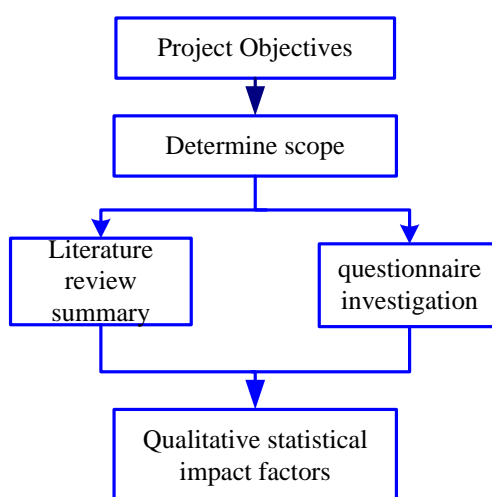 Project Objectives
Determine scope
Literature
review
summary
questionnaire
investigation
Qualitative statistical
impact factors